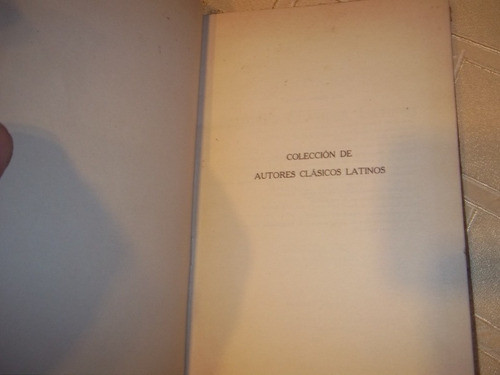 COLECCIÓN DE
AUTORES CLÁSICOS LATINOS